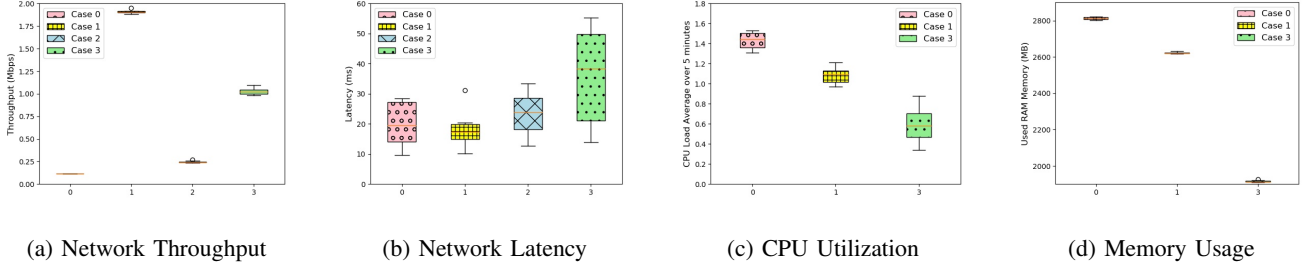 2.00
1.75
1.50
1.25
1.00
0.75
0.50
0.25
0.00
Throughput (Mbps)
Case 0
Case 1
Case 2
Case 3
0 1 2 3
60
50
40
30
20
10
0
Latency (ms)
Case 0
Case 1
Case 2
Case 3
0 1 2 3
1.8
1.6
1.4
1.2
1.0
0.8
0.6
0.4
0.2
0.0
CPU Load Average over 5 minutes
Case 0
Case 1
Case 3
0 1 3
2800
2600
2400
2200
2000
Used RAM Memory (MB)
Case 0
Case 1
Case 3
0 1 3
(a) Network Throughput
(b) Network Latency
(c) CPU Utilization
(d) Memory Usage